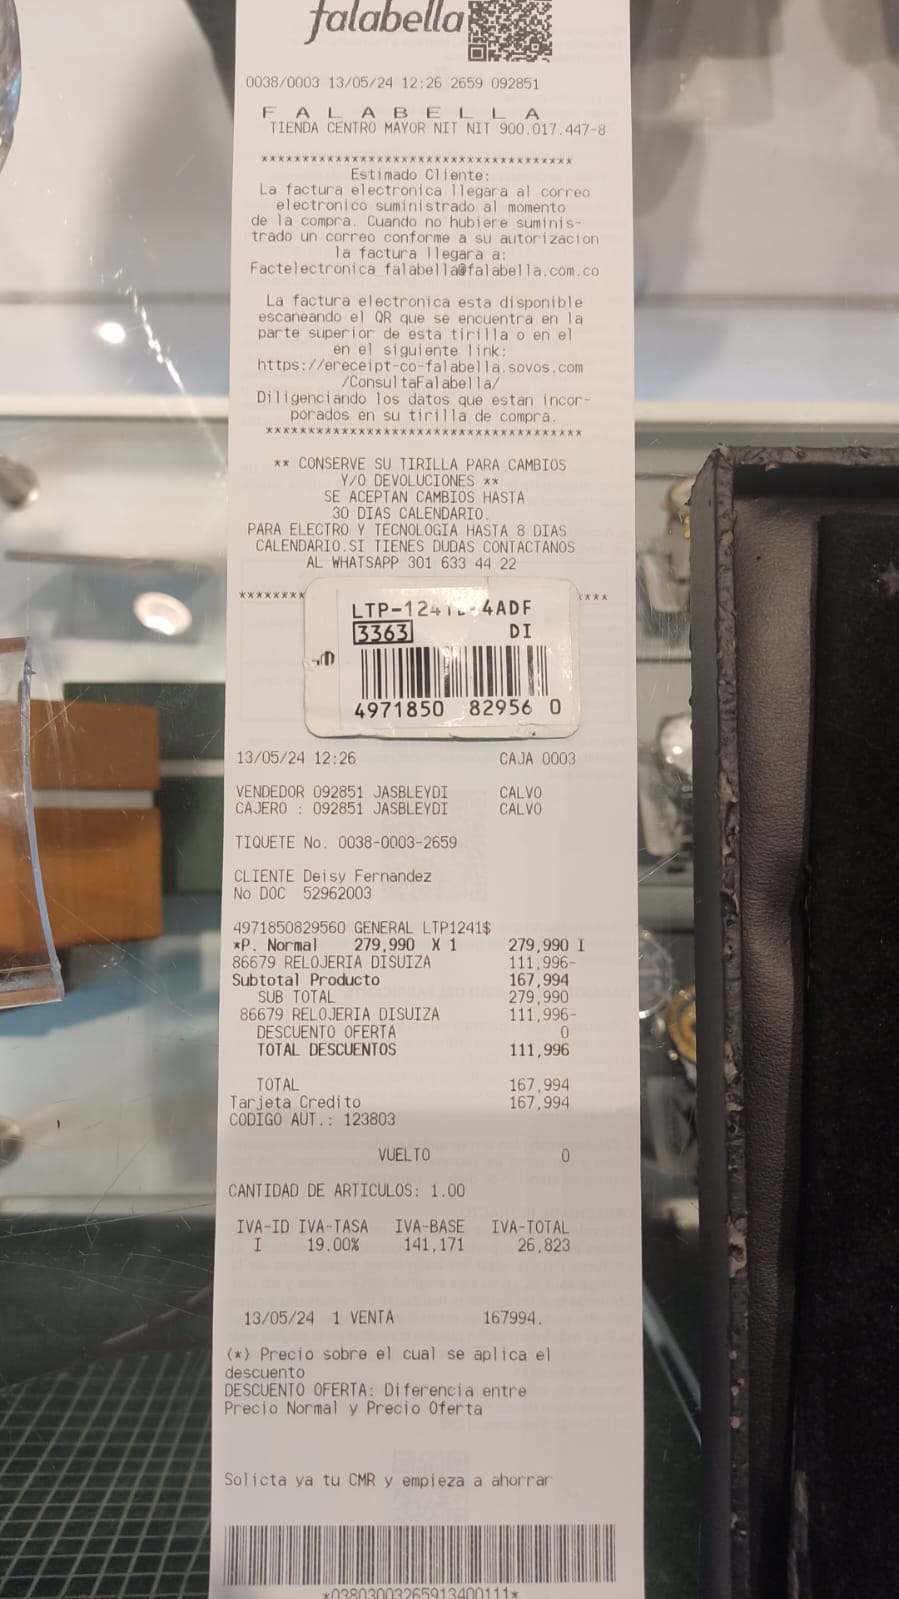 falabella
0038/0003 13/05/24 12:26 2659 092851
F A L A B E L L A
TIENDA CENTRO MAYOR NIT NIT 900.017.447-8
*************************************
Estimado Cliente:
La factura electronica llegara al correo
electronico suministrado al momento
de la compra. Cuando no hubiere suminis-
trado un correo conforme a su autorizacion
la factura llegara a:
Factelectronica_falabella@falabella.com.co
La factura electronica esta disponible
escaneando el QR que se encuentra en la
parte superior de esta tirilla o en el
en el siguiente link:
https://ereceipt-co-falabella.sovos.com
/ConsultaFalabella/
Diligenciando los datos que estan incor-
porados en su tirilla de compra.
*************************************
** CONSERVE SU TIRILLA PARA CAMBIOS
Y/O DEVOLUCIONES **
SE ACEPTAN CAMBIOS HASTA
30 DIAS CALENDARIO.
PARA ELECTRO Y TECNOLOGIA HASTA 8 DIAS
CALENDARIO.SI TIENES DUDAS CONTACTANOS
AL WHATSAPP 301 633 44 22
3363 DI
4971850 82956 0
13/05/24 12:26 CAJA 0003
VENDEDOR 092851 JASBLEYDI CALVO
CAJERO : 092851 JASBLEYDI CALVO
TIQUETE No. 0038-0003-2659
CLIENTE Deisy Fernandez
No DOC 52962003
4971850829560 GENERAL LTP1241$
*P. Normal 279,990 X 1 279,990 I
86679 RELOJERIA DISUIZA 111,996-
Subtotal Producto 167,994
SUB TOTAL 279,990
86679 RELOJERIA DISUIZA 111,996-
DESCUENTO OFERTA 0
TOTAL DESCUENTOS 111,996
TOTAL 167,994
Tarjeta Credito 167,994
CODIGO AUT.: 123803
VUELTO 0
CANTIDAD DE ARTICULOS: 1.00
IVA-ID IVA-TASA IVA-BASE IVA-TOTAL
I 19.00% 141,171 26,823
13/05/24 1 VENTA 167994.
(*) Precio sobre el cual se aplica el
descuento
DESCUENTO OFERTA: Diferencia entre
Precio Normal y Precio Oferta
Solicta ya tu CMR y empieza a ahorrar
*03803003265913400111*